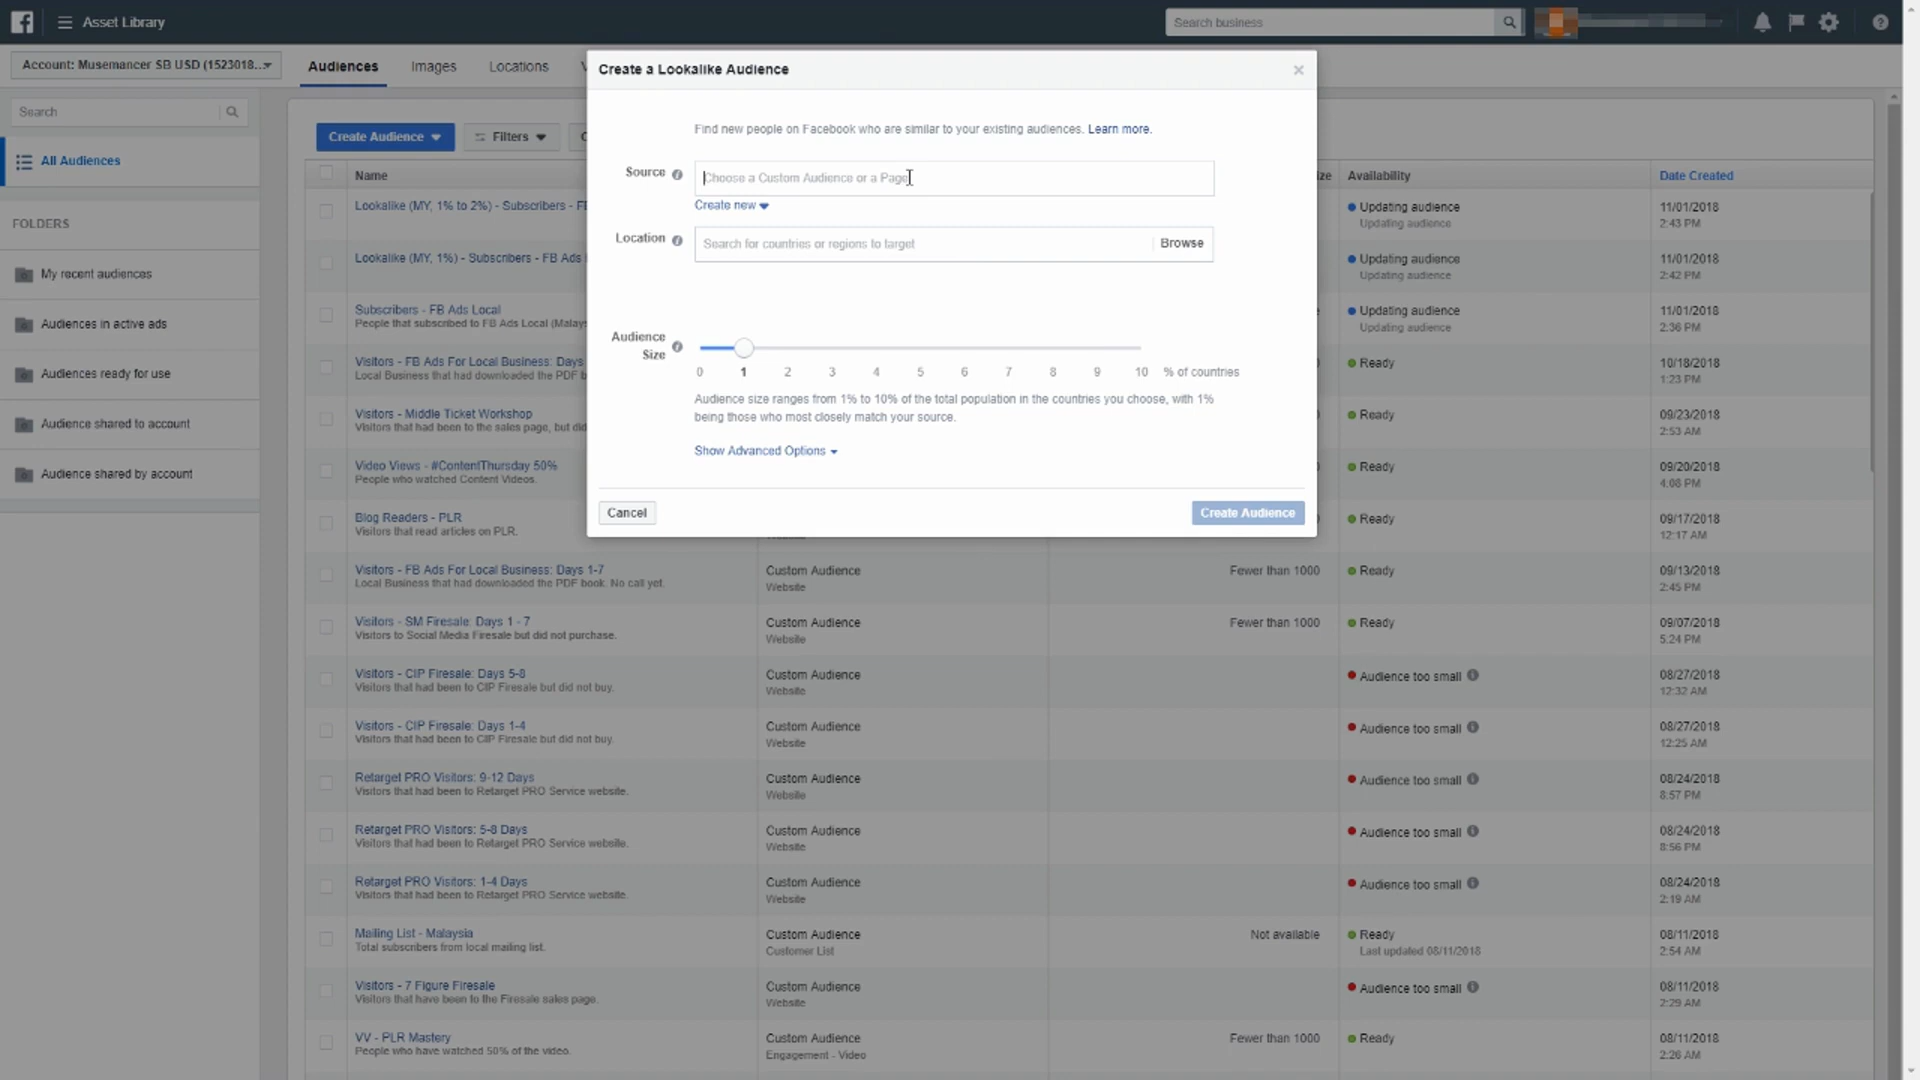 Asset Library
Search business
Account: Musemancer SB USD (1523018...
Audiences
Images
Locations
Search
All Audiences
FOLDERS
My recent audiences
Audiences in active ads
Audiences ready for use
Audience shared to account
Audience shared by account
Create a Lookalike Audience
Find new people on Facebook who are similar to your existing audiences. Learn more.
Source
Choose a Custom Audience or a Page
Create new
Location
Search for countries or regions to target
Browse
Audience
Size
0 1 2 3 4 5 6 7 8 9 10 % of countries
Audience size ranges from 1% to 10% of the total population in the countries you choose, with 1%
being those who most closely match your source.
Show Advanced Options
Cancel
Create Audience
Create Audience
Filters
Name
Availability
Date Created
Lookalike (MY, 1% to 2%) - Subscribers - FB
Updating audience
11/01/2018
Updating audience
2:43 PM
Lookalike (MY, 1%) - Subscribers - FB Ads
Updating audience
11/01/2018
Updating audience
2:42 PM
Subscribers - FB Ads Local
Updating audience
11/01/2018
People that subscribed to FB Ads Local (Malays
Updating audience
2:36 PM
Visitors - FB Ads For Local Business: Days
Ready
10/18/2018
Local Business that had downloaded the PDF b
1:23 PM
Visitors - Middle Ticket Workshop
Ready
09/23/2018
Visitors that had been to the sales page, but did
2:53 AM
Video Views - #ContentThursday 50%
Ready
09/20/2018
People who watched Content Videos.
4:08 PM
Blog Readers - PLR
Ready
09/17/2018
Visitors that read articles on PLR.
Website
12:17 AM
Visitors - FB Ads For Local Business: Days 1-7
Custom Audience
Fewer than 1000
Ready
09/13/2018
Local Business that had downloaded the PDF book. No call yet.
Website
2:45 PM
Visitors - SM Firesale: Days 1 - 7
Custom Audience
Fewer than 1000
Ready
09/07/2018
Visitors to Social Media Firesale but did not purchase.
Website
5:24 PM
Visitors - CIP Firesale: Days 5-8
Custom Audience
Audience too small
08/27/2018
Visitors that had been to CIP Firesale but did not buy.
Website
12:32 AM
Visitors - CIP Firesale: Days 1-4
Custom Audience
Audience too small
08/27/2018
Visitors that had been to CIP Firesale but did not buy.
Website
12:25 AM
Retarget PRO Visitors: 9-12 Days
Custom Audience
Audience too small
08/24/2018
Visitors that had been to Retarget PRO Service website.
Website
8:57 PM
Retarget PRO Visitors: 5-8 Days
Custom Audience
Audience too small
08/24/2018
Visitors that had been to Retarget PRO Service website.
Website
8:56 PM
Retarget PRO Visitors: 1-4 Days
Custom Audience
Audience too small
08/24/2018
Visitors that had been to Retarget PRO Service website.
Website
2:19 AM
Mailing List - Malaysia
Custom Audience
Not available
Ready
08/11/2018
Total subscribers from local mailing list.
Customer List
Last updated 08/11/2018
2:54 AM
Visitors - 7 Figure Firesale
Custom Audience
Audience too small
08/11/2018
Visitors that have been to the Firesale sales page.
Website
2:29 AM
VV - PLR Mastery
Custom Audience
Fewer than 1000
Ready
08/11/2018
People who have watched 50% of the video.
Engagement - Video
2:26 AM